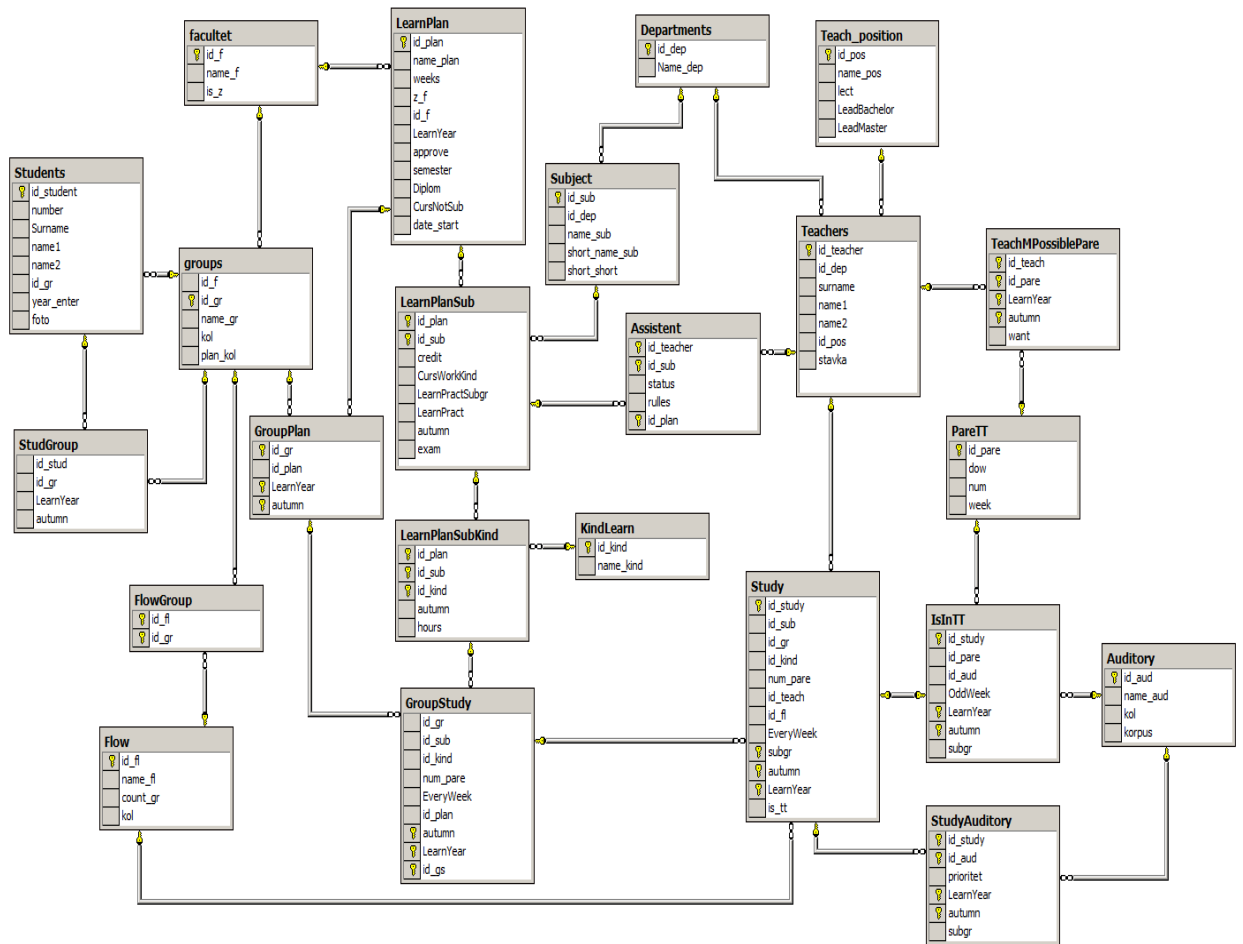 facultet
id_f
name_f
is_z
LearnPlan
id_plan
name_plan
weeks
z_f
id_f
LearnYear
approve
semester
Diplom
CursNotSub
date_start
Departments
id_dep
Name_dep
Teach_position
id_pos
name_pos
lect
LeadBachelor
LeadMaster
Students
id_student
number
Surname
name1
name2
id_gr
year_enter
foto
groups
id_f
id_gr
name_gr
kol
plan_kol
Subject
id_sub
id_dep
name_sub
short_name_sub
short_short
Teachers
id_teacher
id_dep
surname
name1
name2
id_pos
stavka
TeachMPossiblePare
id_teach
id_pare
LearnYear
autumn
want
LearnPlanSub
id_plan
id_sub
credit
CursWorkKind
LearnPractSubgr
LearnPract
autumn
exam
Assistent
id_teacher
id_sub
status
rulles
id_plan
StudGroup
id_stud
id_gr
LearnYear
autumn
GroupPlan
id_gr
id_plan
LearnYear
autumn
PareTT
id_pare
dow
num
week
LearnPlanSubKind
id_plan
id_sub
id_kind
autumn
hours
KindLearn
id_kind
name_kind
FlowGroup
id_fl
id_gr
Study
id_study
id_sub
id_gr
id_kind
num_pare
id_teach
id_fl
EveryWeek
subgr
autumn
LearnYear
is_tt
IsInTT
id_study
id_pare
id_aud
OddWeek
LearnYear
autumn
subgr
Auditory
id_aud
name_aud
kol
korpus
GroupStudy
id_gr
id_sub
id_kind
num_pare
EveryWeek
id_plan
autumn
LearnYear
id_gs
Flow
id_fl
name_fl
count_gr
kol
StudyAuditory
id_study
id_aud
prioritet
LearnYear
autumn
subgr